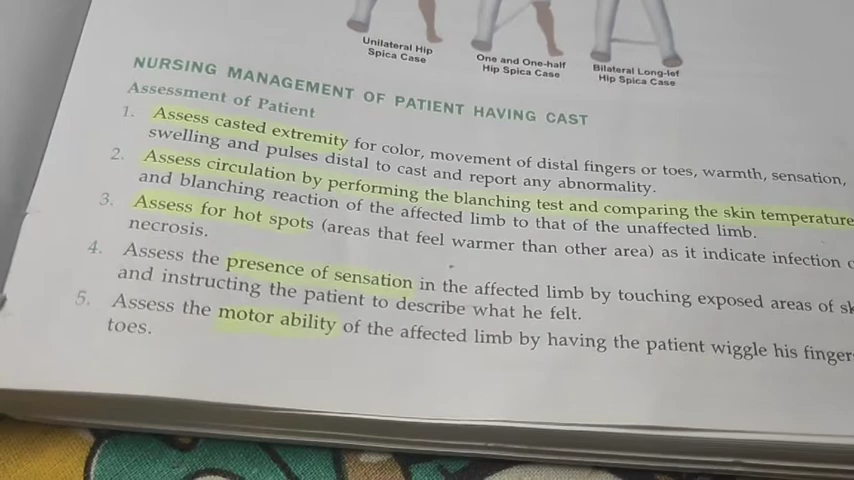 Unilateral Hip
Spica Case
One and One-half
Hip Spica Case
Bilateral Long-lef
Hip Spica Case
NURSING MANAGEMENT OF PATIENT HAVING CAST
Assessment of Patient
1. Assess casted extremity for color, movement of distal fingers or toes, warmth, sensation,
swelling and pulses distal to cast and report any abnormality.
2. Assess circulation by performing the blanching test and comparing the skin temperature
and blanching reaction of the affected limb to that of the unaffected limb.
3. Assess for hot spots (areas that feel warmer than other area) as it indicate infection
necrosis.
4. Assess the presence of sensation in the affected limb by touching exposed areas of
and instructing the patient to describe what he felt.
5. Assess the motor ability of the affected limb by having the patient wiggle his finger
toes.